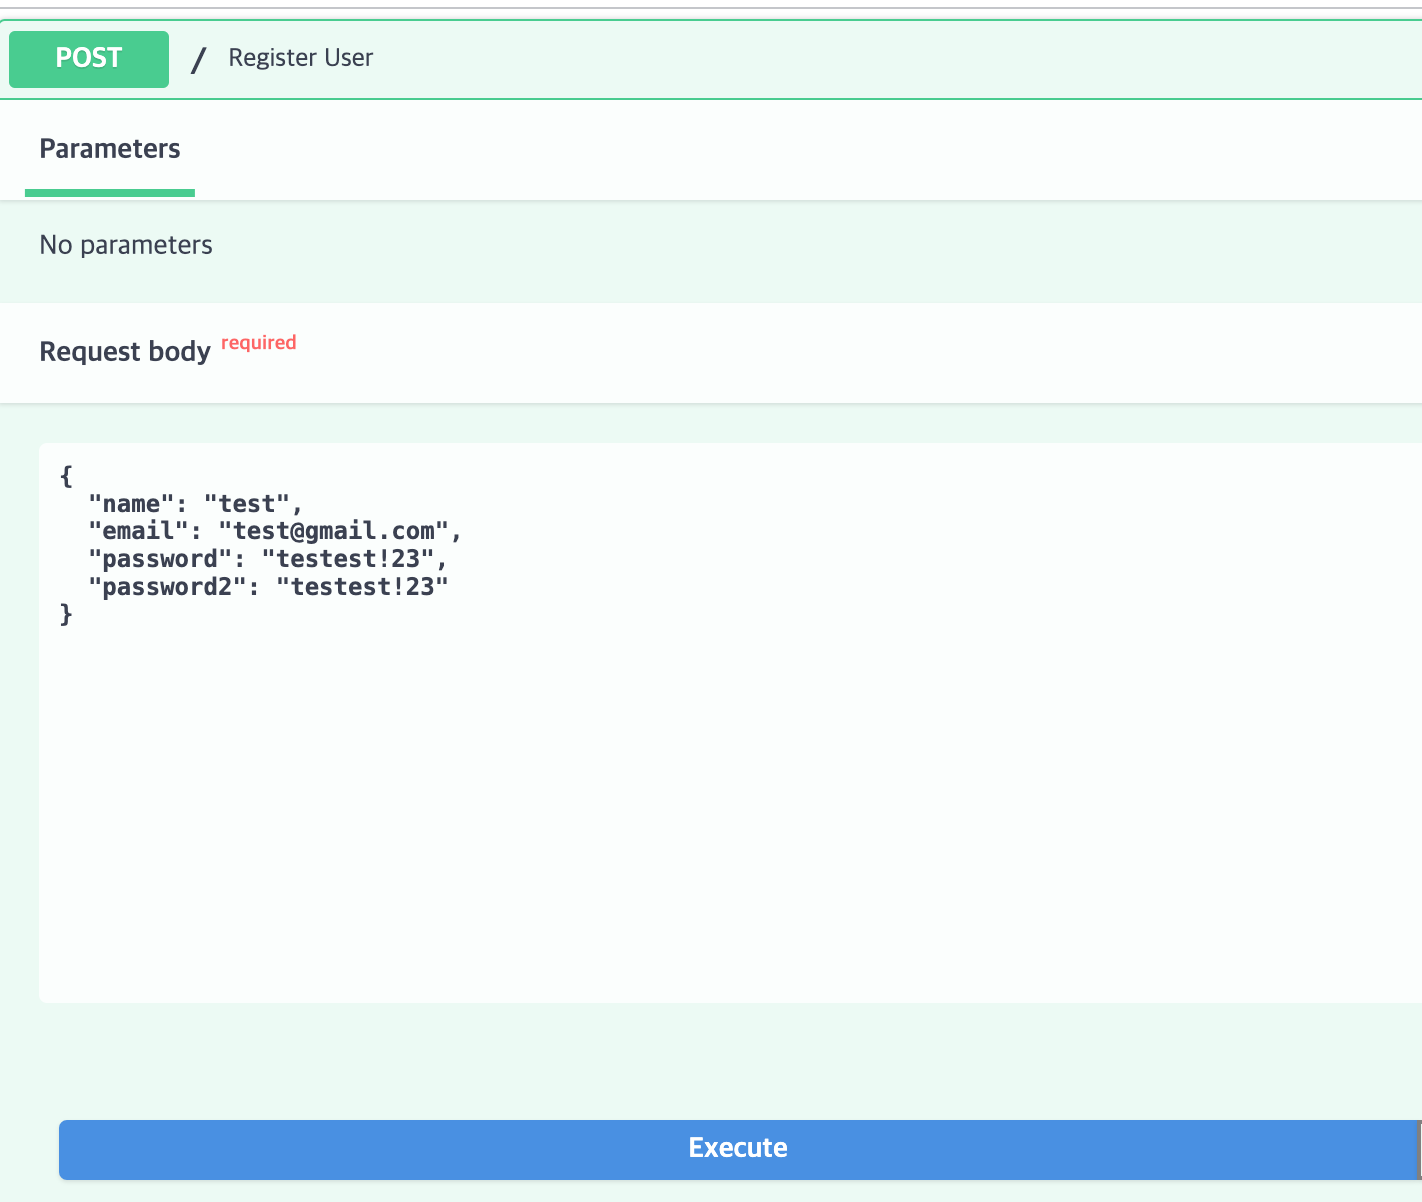 POST / Register User
Parameters
No parameters
Request body required
{
  "name": "test",
  "email": "test@gmail.com",
  "password": "testest!23",
  "password2": "testest!23"
}
Execute